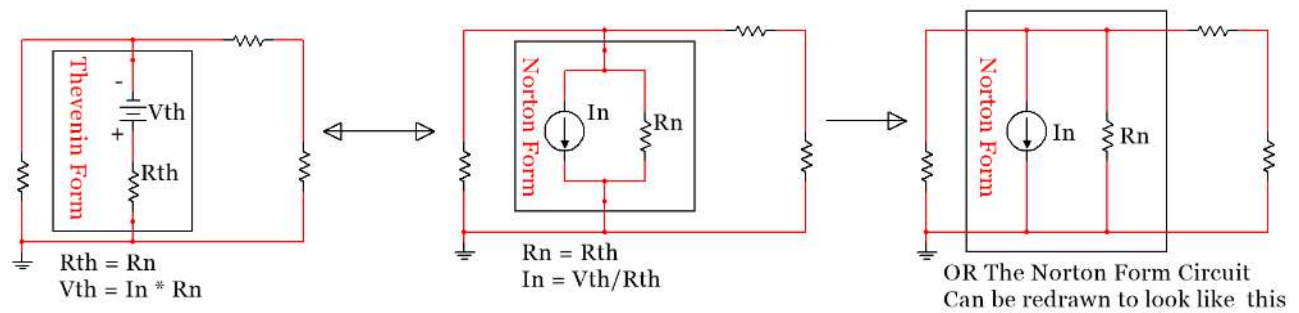 Thevenin Form
-
Vth
+
Rth
Rth = Rn
Vth = In * Rn
Norton Form
In
Rn
Rn = Rth
In = Vth/Rth
Norton Form
In
Rn
OR The Norton Form Circuit
Can be redrawn to look like this